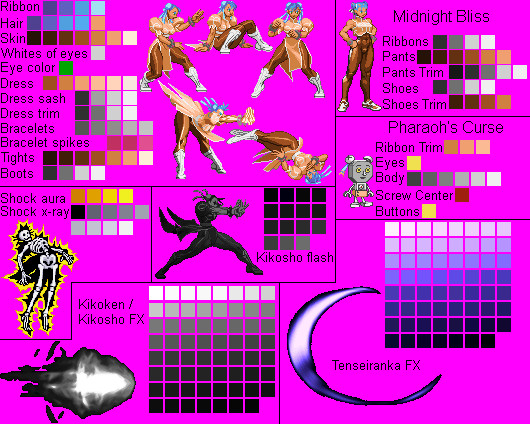 Ribbon
Hair
Skin
Whites of eyes
Eye color
Dress
Dress sash
Dress trim
Bracelets
Bracelet spikes
Tights
Boots
Midnight Bliss
Ribbons
Pants
Pants Trim
Shoes
Shoes Trim
Pharaoh's Curse
Ribbon Trim
Eyes
Body
Screw Center
Buttons
Shock aura
Shock x-ray
Kikosho flash
Kikoken /
Kikosho FX
Tenseiranka FX